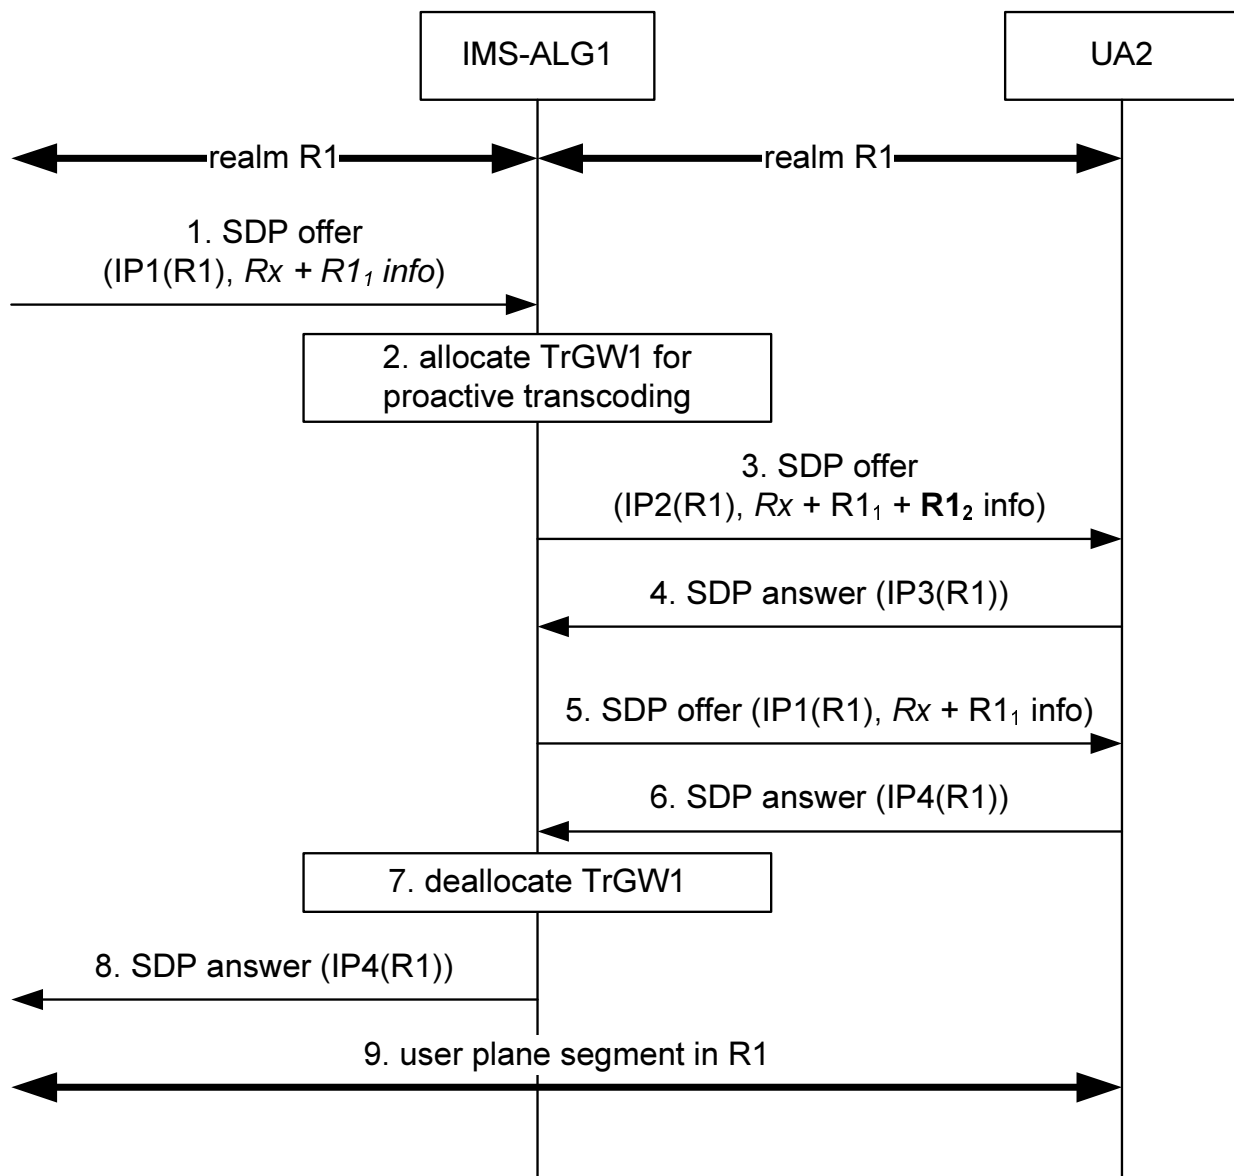 IMS-ALG1
UA2
realm R1
realm R1
1. SDP offer
(IP1(R1), Rx + R1₁ info)
2. allocate TrGW1 for
proactive transcoding
3. SDP offer
(IP2(R1), Rx + R1₁ + R1₂ info)
4. SDP answer (IP3(R1))
5. SDP offer (IP1(R1), Rx + R1₁ info)
6. SDP answer (IP4(R1))
7. deallocate TrGW1
8. SDP answer (IP4(R1))
9. user plane segment in R1